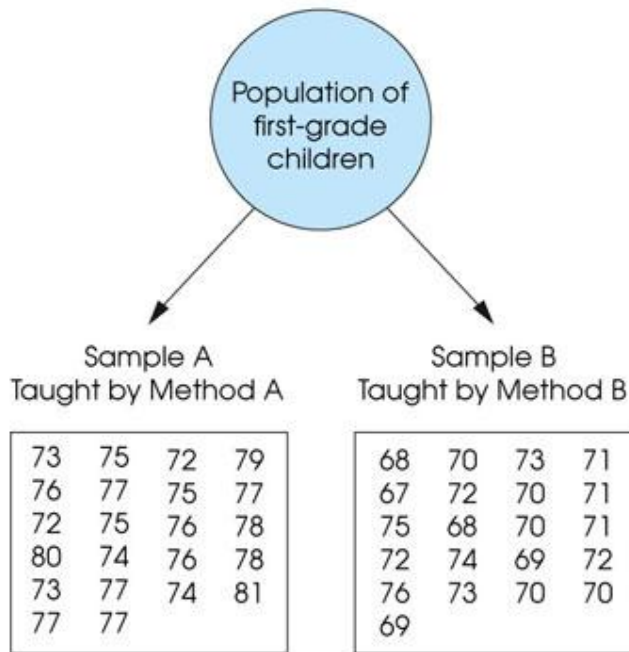 Population of
first-grade
children
Sample A
Taught by Method A
73 75 72 79
76 77 75 77
72 75 76 78
80 74 76 78
73 77 74 81
77 77
Sample B
Taught by Method B
68 70 73 71
67 72 70 71
75 68 70 71
72 74 69 72
76 73 70 70
69